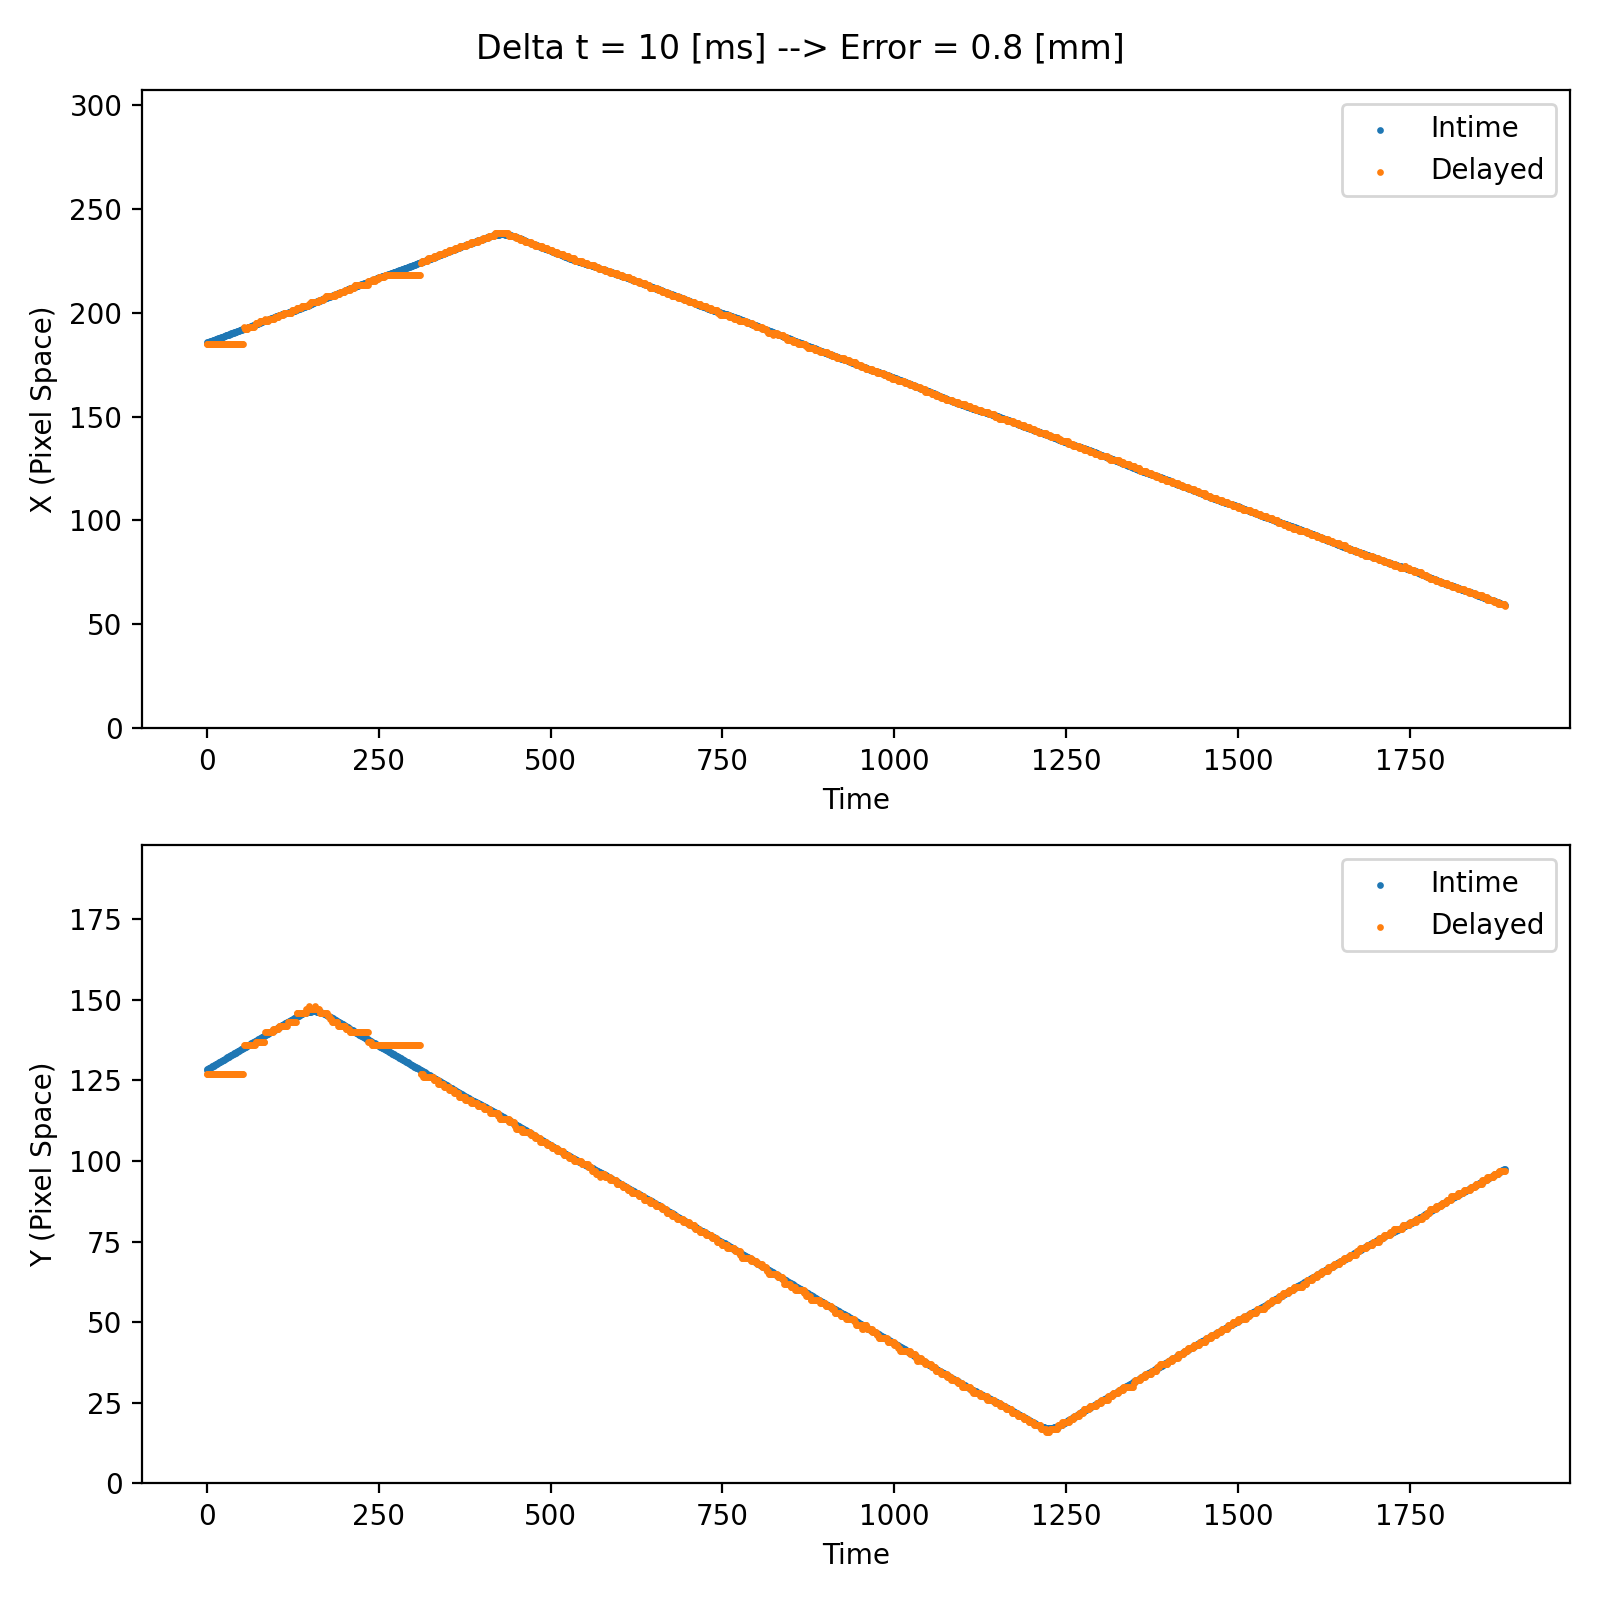 Delta t = 10 [ms] --> Error = 0.8 [mm]
300
250
200
150
100
50
0
X (Pixel Space)
Intime
Delayed
0 250 500 750 1000 1250 1500 1750
Time
175
150
125
100
75
50
25
0
Y (Pixel Space)
Intime
Delayed
0 250 500 750 1000 1250 1500 1750
Time